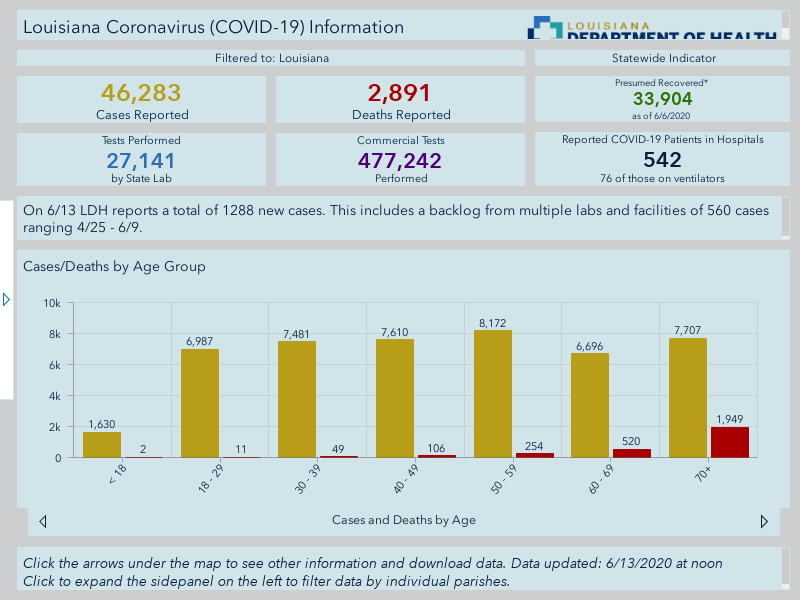 Louisiana Coronavirus (COVID-19) Information
LOUISIANA
DEPARTMENT OF HEALTH
Filtered to: Louisiana
Statewide Indicator
46,283
Cases Reported
2,891
Deaths Reported
Presumed Recovered*
33,904
as of 6/6/2020
Tests Performed
27,141
by State Lab
Commercial Tests
477,242
Performed
Reported COVID-19 Patients in Hospitals
542
76 of those on ventilators
On 6/13 LDH reports a total of 1288 new cases. This includes a backlog from multiple labs and facilities of 560 cases
ranging 4/25 - 6/9.
Cases/Deaths by Age Group
10k
8k
6k
4k
2k
0
1,630
2
6,987
11
7,481
49
7,610
106
8,172
254
6,696
520
7,707
1,949
< 18
18 - 29
30 - 39
40 - 49
50 - 59
60 - 69
70+
Cases and Deaths by Age
Click the arrows under the map to see other information and download data. Data updated: 6/13/2020 at noon
Click to expand the sidepanel on the left to filter data by individual parishes.